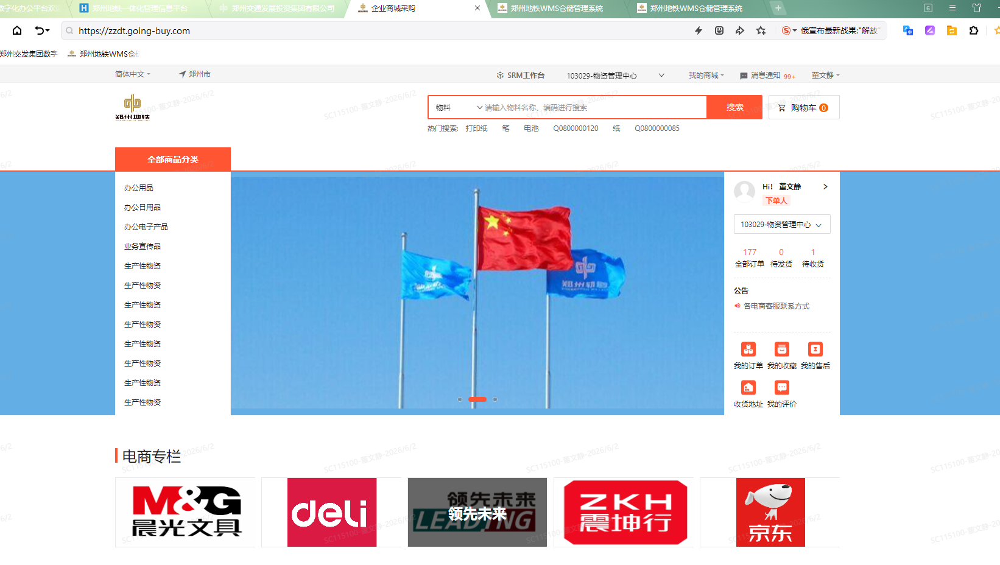 数字化办公平台欢迎
郑州地铁一体化管理信息平台
郑州交通发展投资集团有限公司
企业商城采购
郑州地铁WMS仓储管理系统
郑州地铁WMS仓储管理系统
6
https://zzdt.going-buy.com
俄宣布最新战果:"解放"
郑州交发集团数字
郑州地铁WMS仓储
简体中文
郑州市
SRM工作台
103029-物资管理中心
我的商城
消息通知 99+
董文静
郑州地铁
物料
请输入物料名称、编码进行搜索
搜索
购物车 0
热门搜索: 打印纸 笔 电池 Q0800000120 纸 Q0800000085
全部商品分类
办公用品
办公日用品
办公电子产品
业务宣传品
生产性物资
生产性物资
生产性物资
生产性物资
生产性物资
生产性物资
生产性物资
生产性物资
郑州轨道
Hi! 董文静
下单人
103029-物资管理中心
177 0 1
全部订单 待发货 待收货
公告
各电商客服联系方式
我的订单 我的收藏 我的售后
收货地址 我的评价
电商专栏
M&G
晨光文具
deli
领先未来
LEADING
领先未来
ZKH
震坤行
京东
SC115100-董文静-2026/6/2